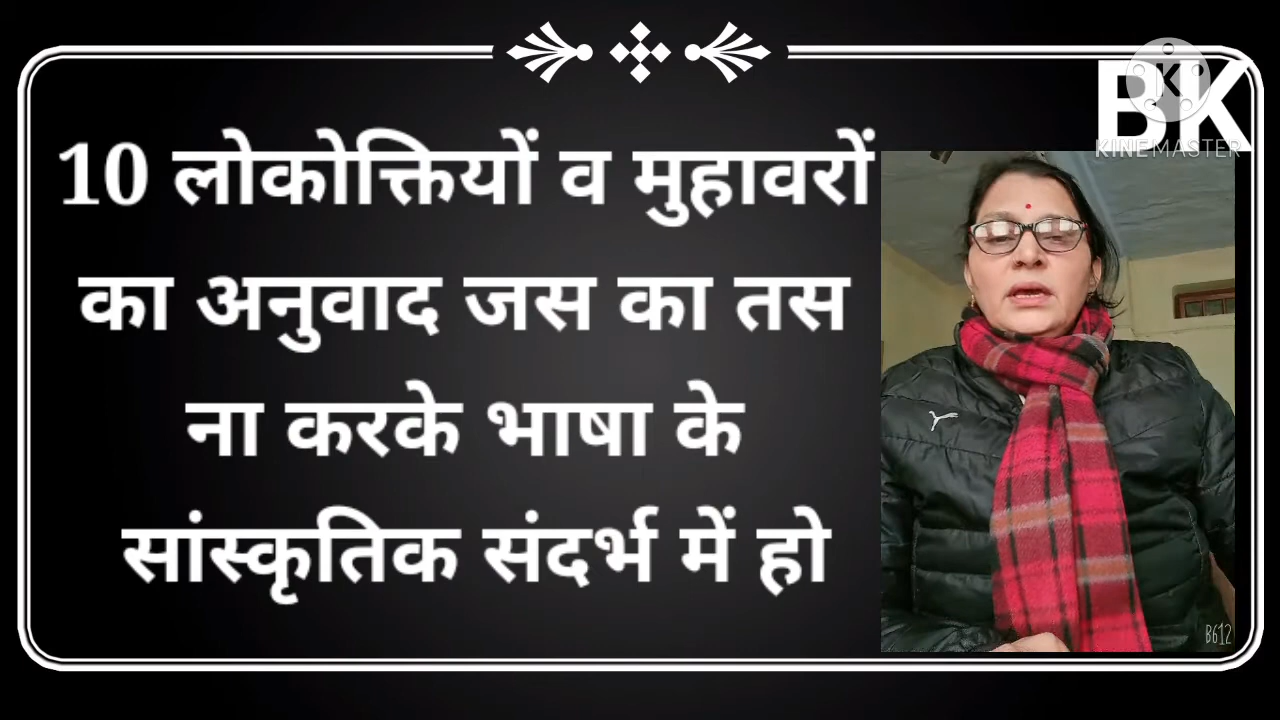 BK
KINEMASTER
10 लोकोक्तियों व मुहावरों
का अनुवाद जस का तस
ना करके भाषा के
सांस्कृतिक संदर्भ में हो
B612